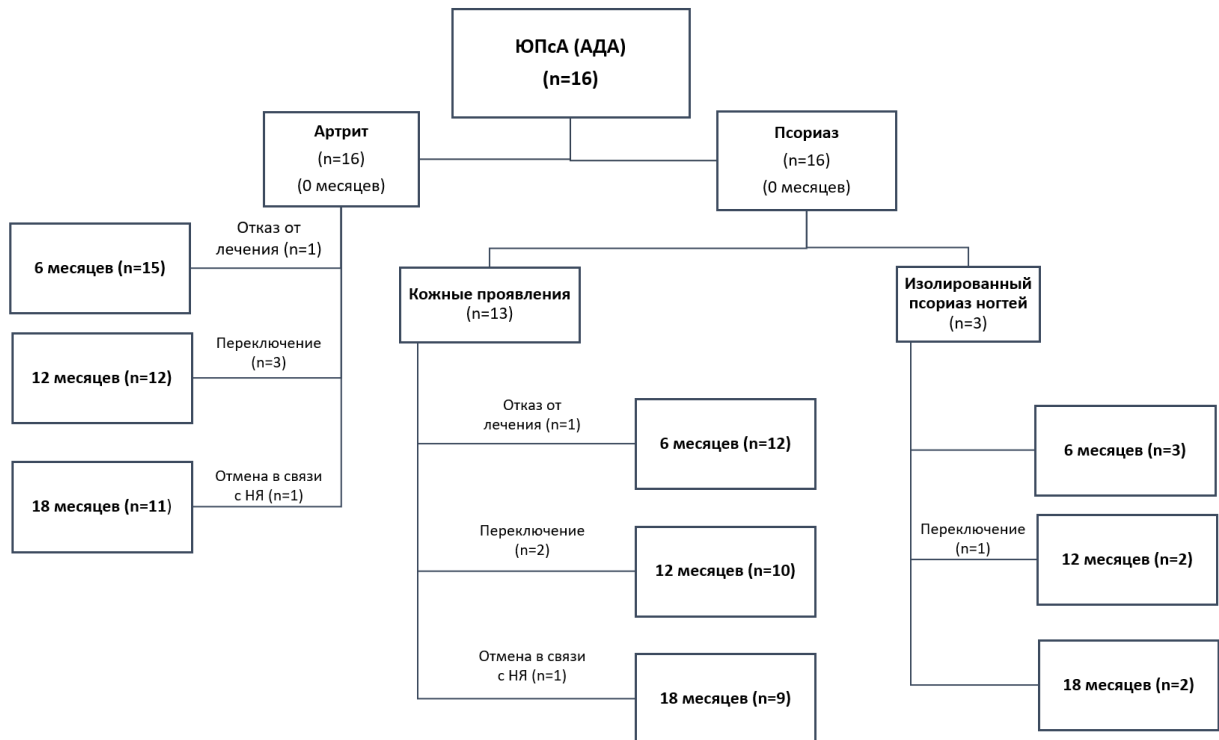 ЮПсА (АДА)
(n=16)
Артрит
(n=16)
(0 месяцев)
Псориаз
(n=16)
(0 месяцев)
Отказ от
лечения (n=1)
6 месяцев (n=15)
Переключение
(n=3)
12 месяцев (n=12)
Отмена в связи
с НЯ (n=1)
18 месяцев (n=11)
Кожные проявления
(n=13)
Отказ от
лечения (n=1)
6 месяцев (n=12)
Переключение
(n=2)
12 месяцев (n=10)
Отмена в связи
с НЯ (n=1)
18 месяцев (n=9)
Изолированный
псориаз ногтей
(n=3)
6 месяцев (n=3)
Переключение
(n=1)
12 месяцев (n=2)
18 месяцев (n=2)